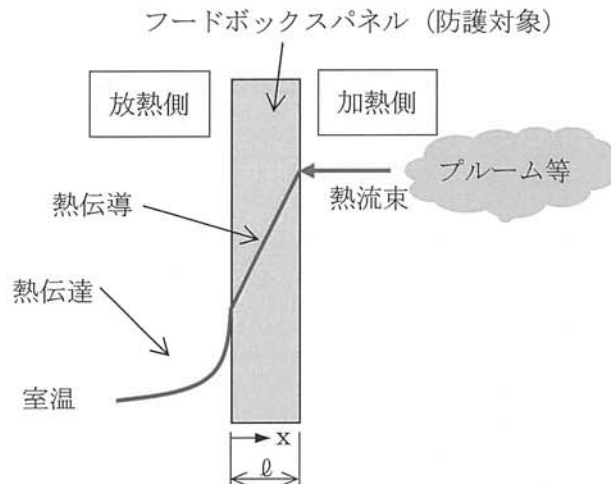 フードボックスパネル（防護対象）
放熱側
加熱側
プルーム等
熱流束
熱伝導
熱伝達
室温
x
ℓ